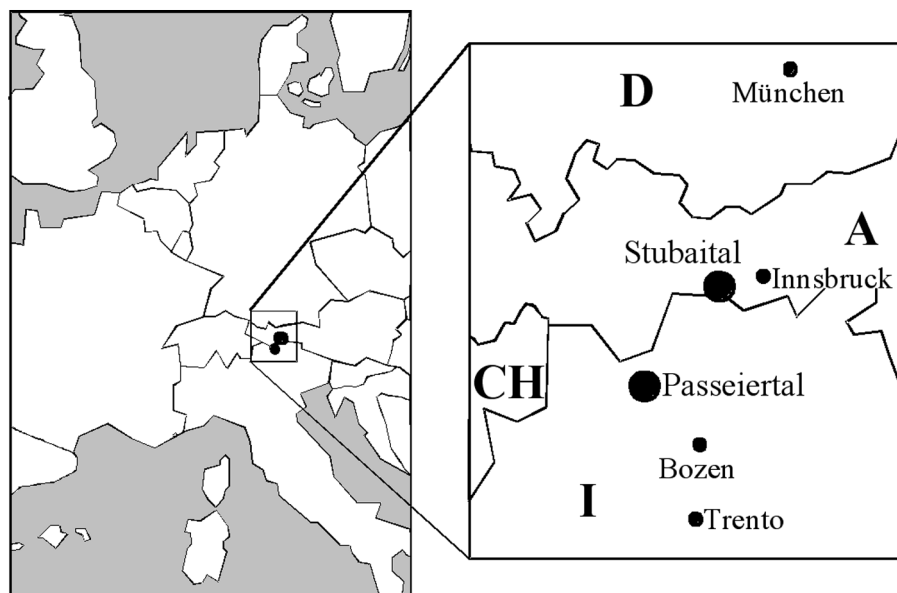 D
München
A
Stubaital
Innsbruck
CH
Passeiertal
Bozen
I
Trento